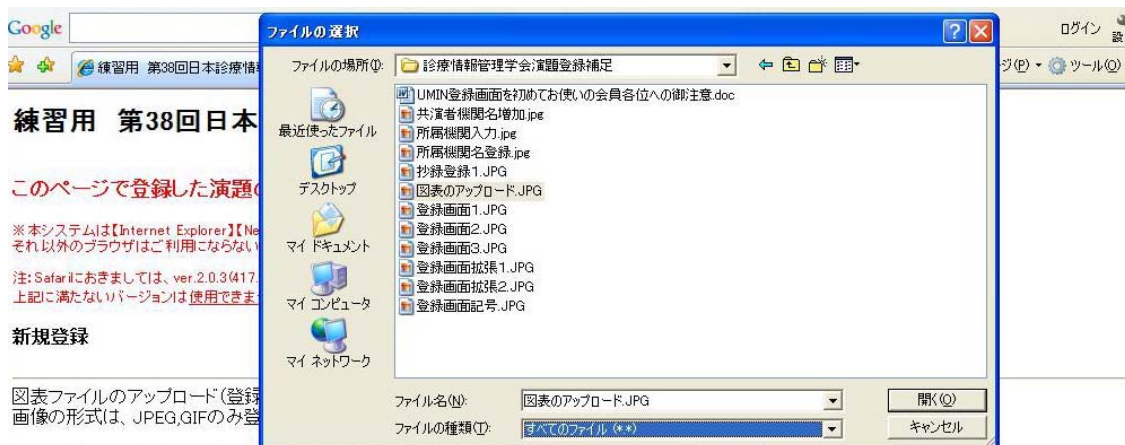 Google
ログイン
設
練習用 第38回日本診療情
ジ(P)
ツール(O)
練習用 第38回日本
このページで登録した演題の
※本システムは【Internet Explorer】【Ne
それ以外のブラウザはご利用にならない
注:Safariにおきましては、ver.2.0.3(417.
上記に満たないバージョンは使用できま
新規登録
図表ファイルのアップロード(登録
画像の形式は、JPEG,GIFのみ登
ファイルの選択
ファイルの場所(I):
診療情報管理学会演題登録補足
最近使ったファイル
デスクトップ
マイ ドキュメント
マイ コンピュータ
マイ ネットワーク
UMIN登録画面を初めてお使いの会員各位への御注意.doc
共演者機関名増加.jpg
所属機関入力.jpg
所属機関名登録.jpg
抄録登録1.JPG
図表のアップロード.JPG
登録画面1.JPG
登録画面2.JPG
登録画面3.JPG
登録画面拡張1.JPG
登録画面拡張2.JPG
登録画面記号.JPG
ファイル名(N):
図表のアップロード.JPG
開く(O)
ファイルの種類(T):
すべてのファイル (*.*)
キャンセル